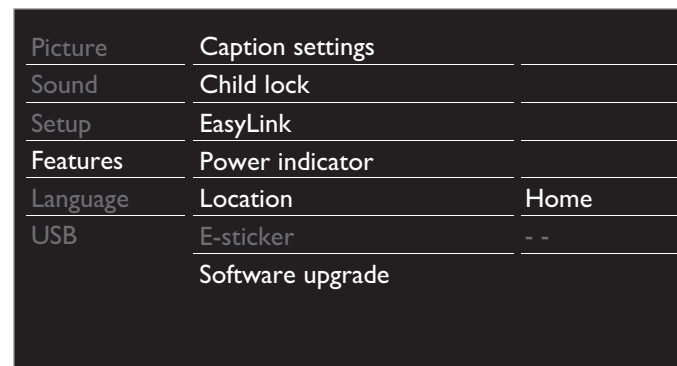 Picture Caption settings
Sound Child lock
Setup EasyLink
Features Power indicator
Language Location Home
USB E-sticker - -
Software upgrade